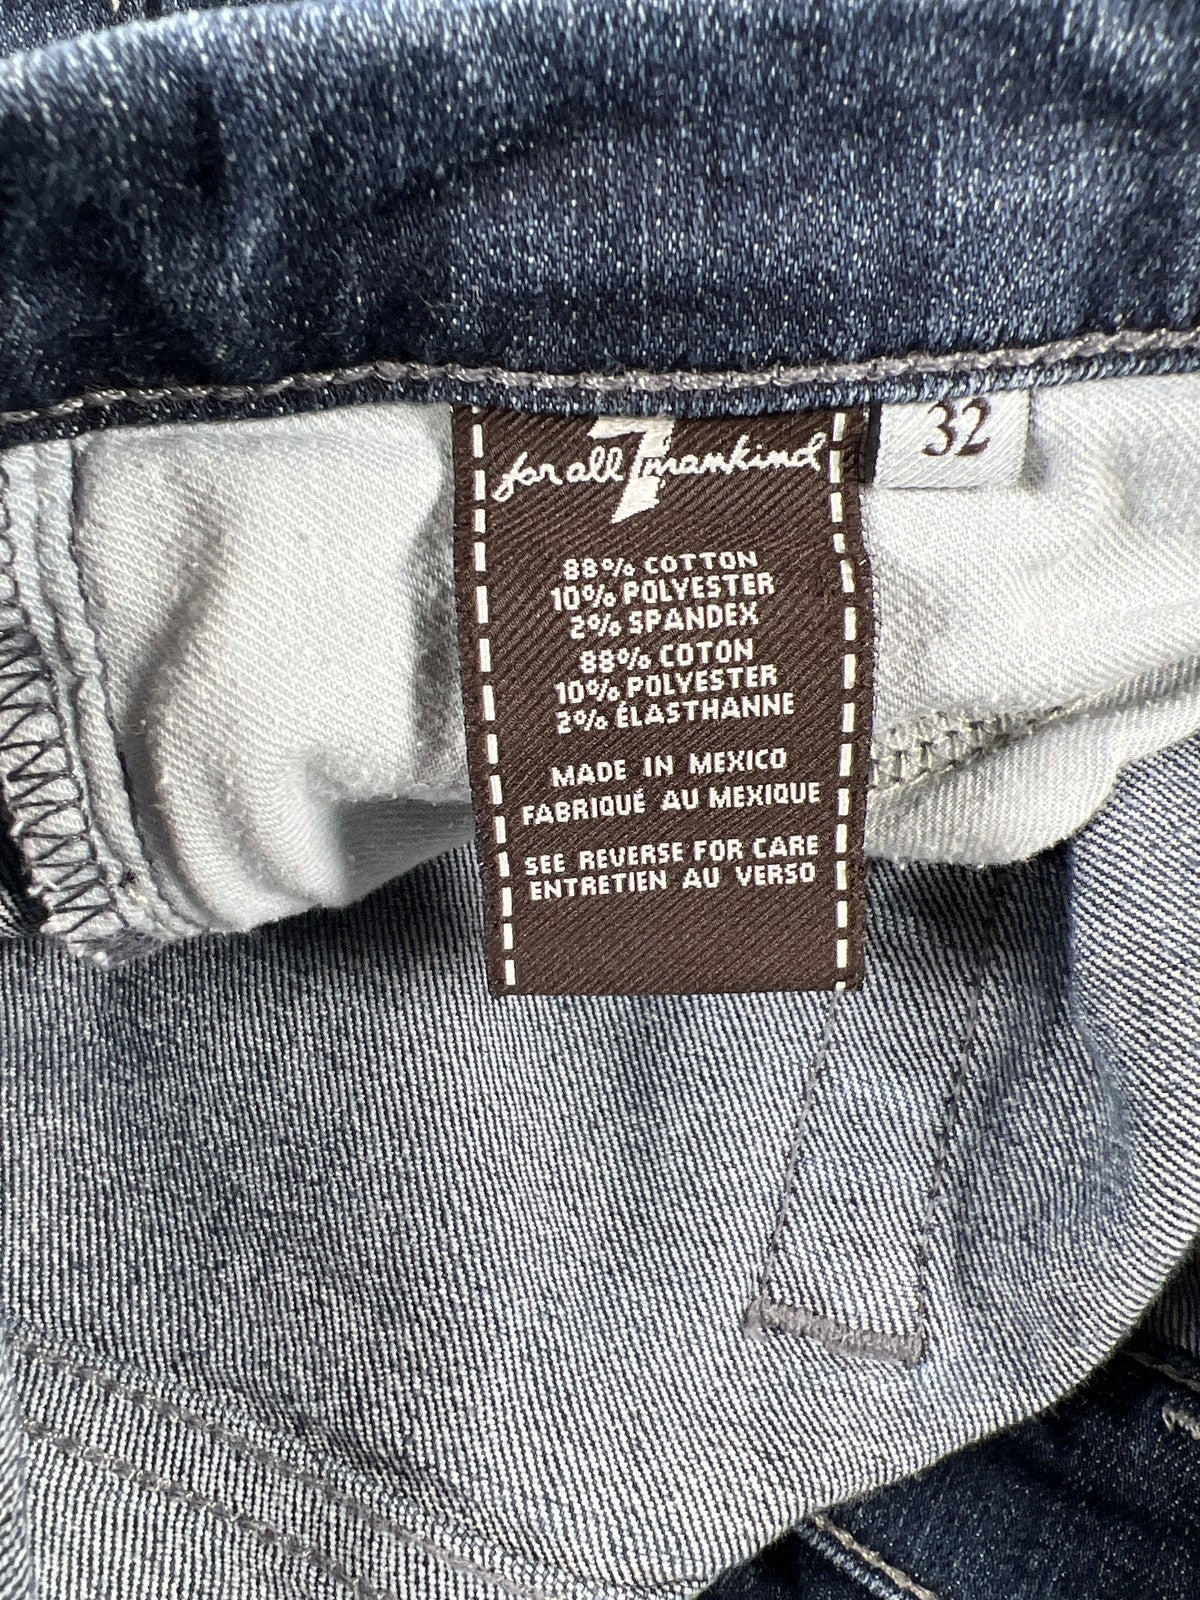 for all 7 mankind
32
88% COTTON
10% POLYESTER
2% SPANDEX
88% COTON
10% POLYESTER
2% ÉLASTHANNE
MADE IN MEXICO
FABRIQUÉ AU MEXIQUE
SEE REVERSE FOR CARE
ENTRETIEN AU VERSO